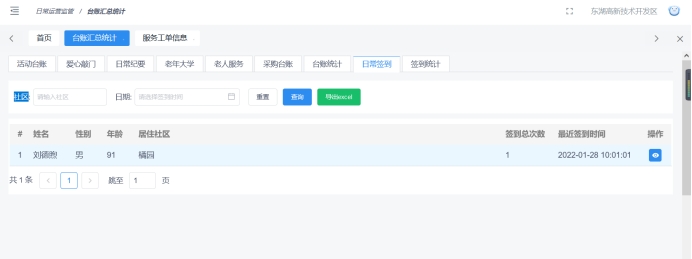 日常运营监管 / 台账汇总统计
东湖高新技术开发区
首页 台账汇总统计 服务工单信息
活动台账 爱心敲门 日常纪要 老年大学 老人服务 采购台账 台账统计 日常签到 签到统计
社区: 请输入社区 日期: 请选择签到时间 重置 查询 导出excel
# 姓名 性别 年龄 居住社区 签到总次数 最近签到时间 操作
1 刘德煦 男 91 橘园 1 2022-01-28 10:01:01
共 1 条 1 跳至 1 页